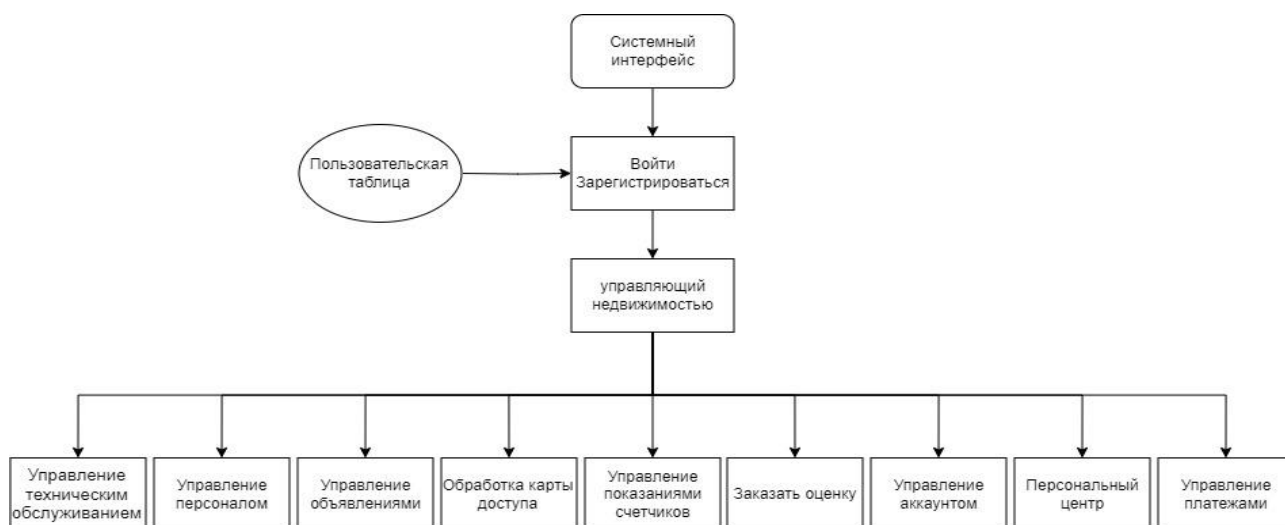 Системный
интерфейс
Пользовательская
таблица
Войти
Зарегистрироваться
управляющий
недвижимостью
Управление
техническим
обслуживанием
Управление
персоналом
Управление
объявлениями
Обработка карты
доступа
Управление
показаниями
счетчиков
Заказать оценку
Управление
аккаунтом
Персональный
центр
Управление
платежами